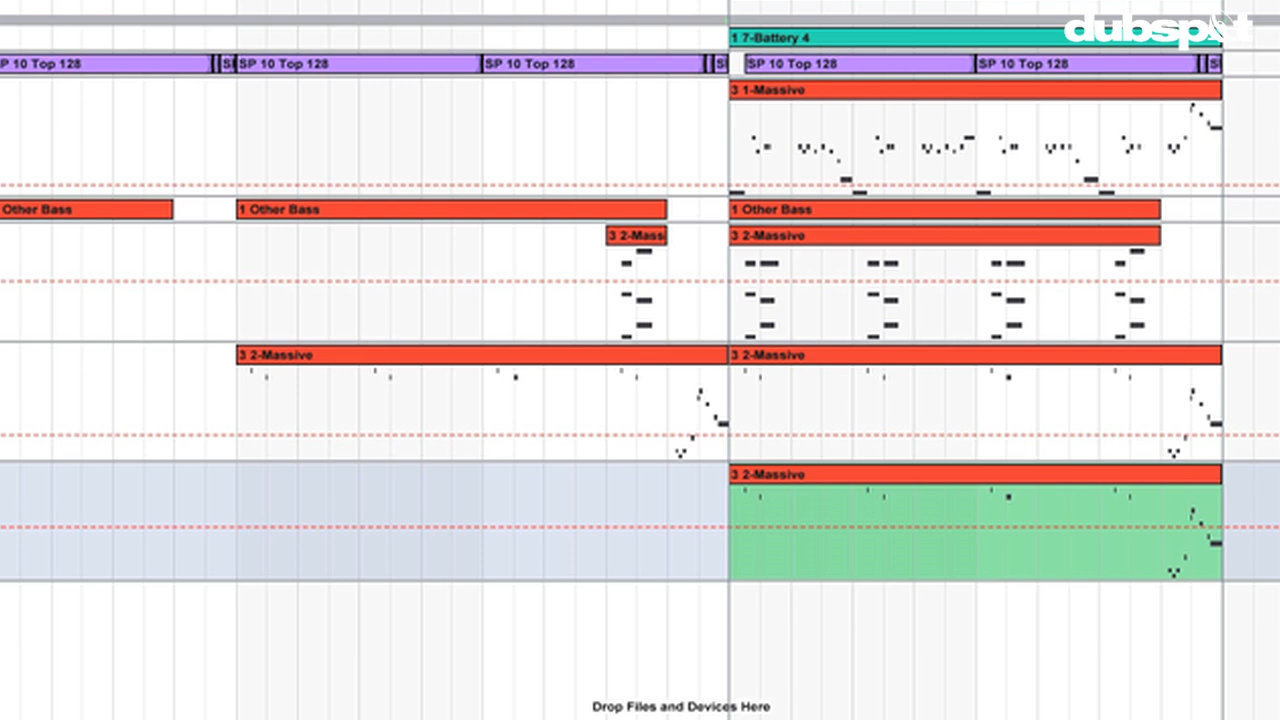 dubspot
1 7-Battery 4
P 10 Top 128
SP 10 Top 128
SP 10 Top 128
SP 10 Top 128
SP 10 Top 128
3 1-Massive
Other Bass
1 Other Bass
1 Other Bass
3 2-Mass
3 2-Massive
3 2-Massive
3 2-Massive
3 2-Massive
Drop Files and Devices Here